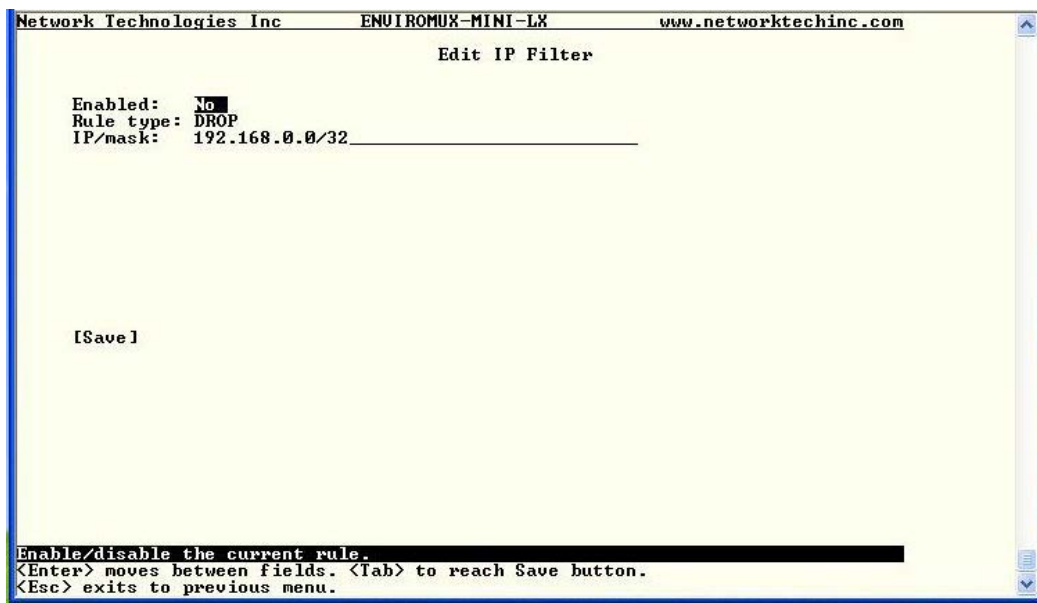 Network Technologies Inc ENVIROMUX-MINI-LX www.networktechinc.com
Edit IP Filter
Enabled: No
Rule type: DROP
IP/mask: 192.168.0.0/32
[Save]
Enable/disable the current rule.
<Enter> moves between fields. <Tab> to reach Save button.
<Esc> exits to previous menu.